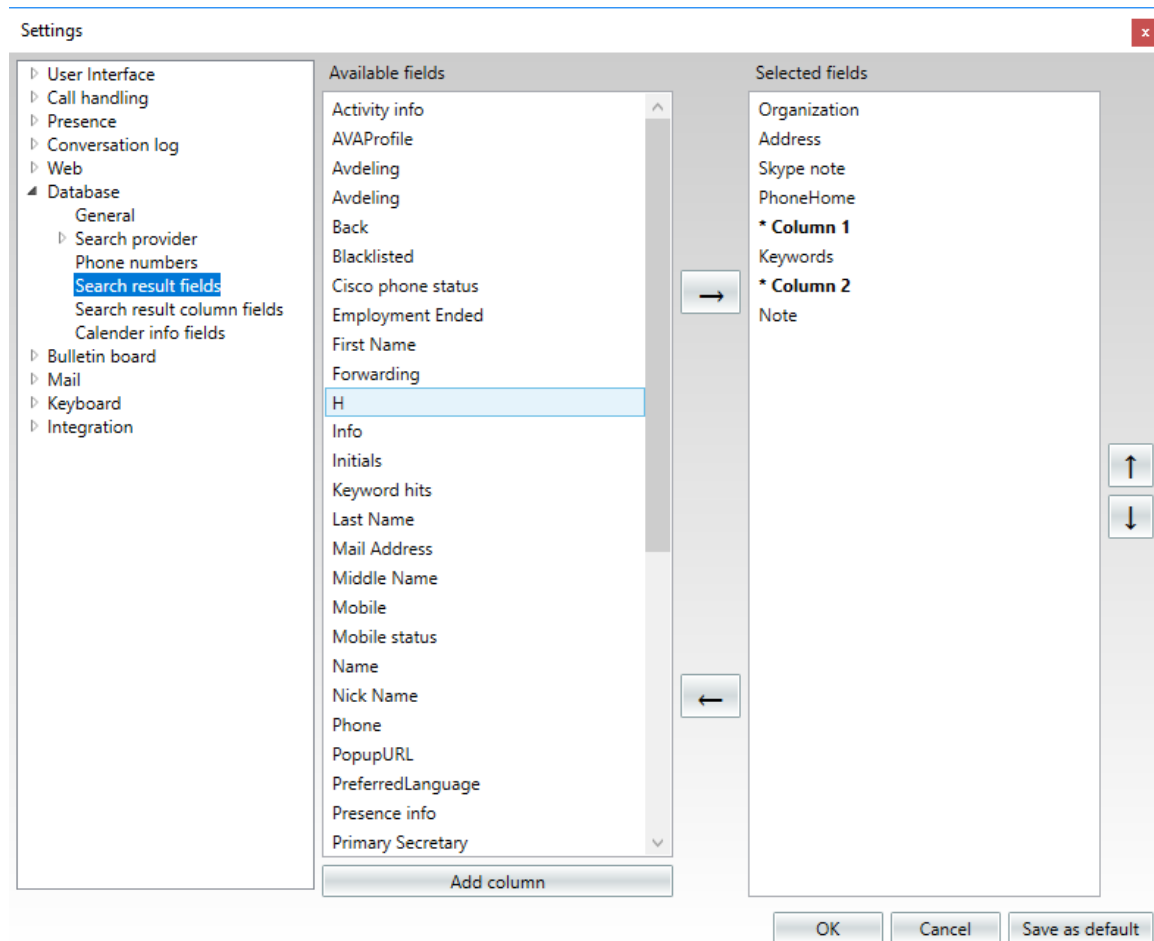 Settings
x
User Interface
Call handling
Presence
Conversation log
Web
Database
General
Search provider
Phone numbers
Search result fields
Search result column fields
Calender info fields
Bulletin board
Mail
Keyboard
Integration
Available fields
Activity info
AVAProfile
Avdeling
Avdeling
Back
Blacklisted
Cisco phone status
Employment Ended
First Name
Forwarding
H
Info
Initials
Keyword hits
Last Name
Mail Address
Middle Name
Mobile
Mobile status
Name
Nick Name
Phone
PopupURL
PreferredLanguage
Presence info
Primary Secretary
Add column
→
←
Selected fields
Organization
Address
Skype note
PhoneHome
* Column 1
Keywords
* Column 2
Note
↑
↓
OK
Cancel
Save as default